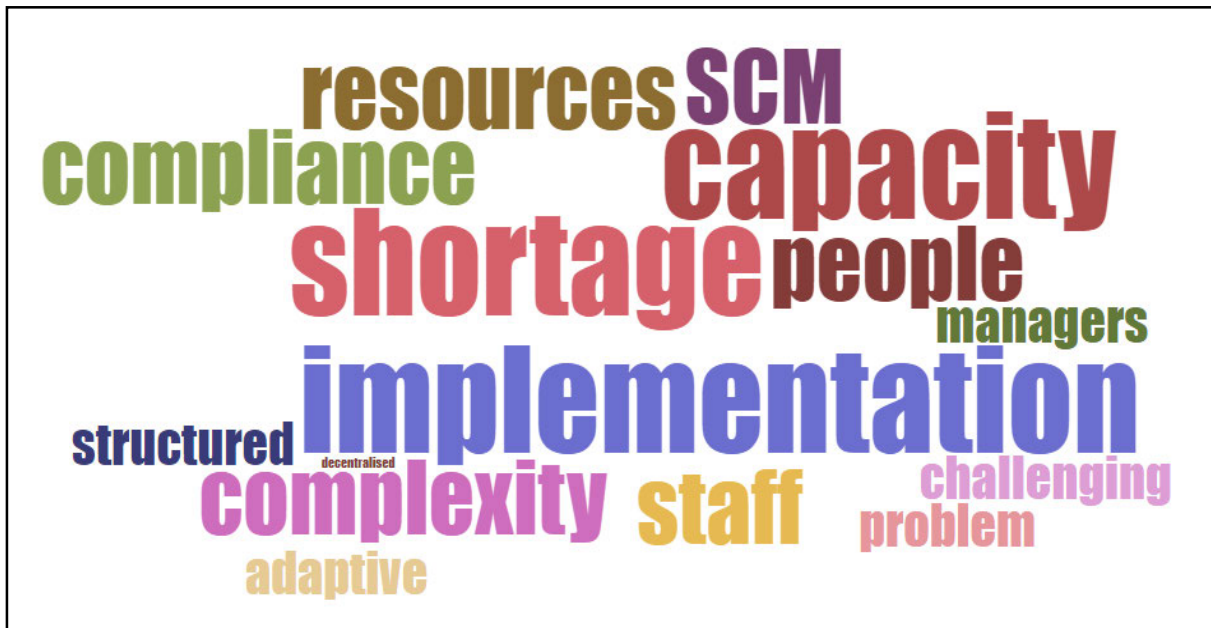 resources SCM
compliance capacity
shortage people
managers
implementation
structured
decentralised
complexity staff challenging
problem
adaptive